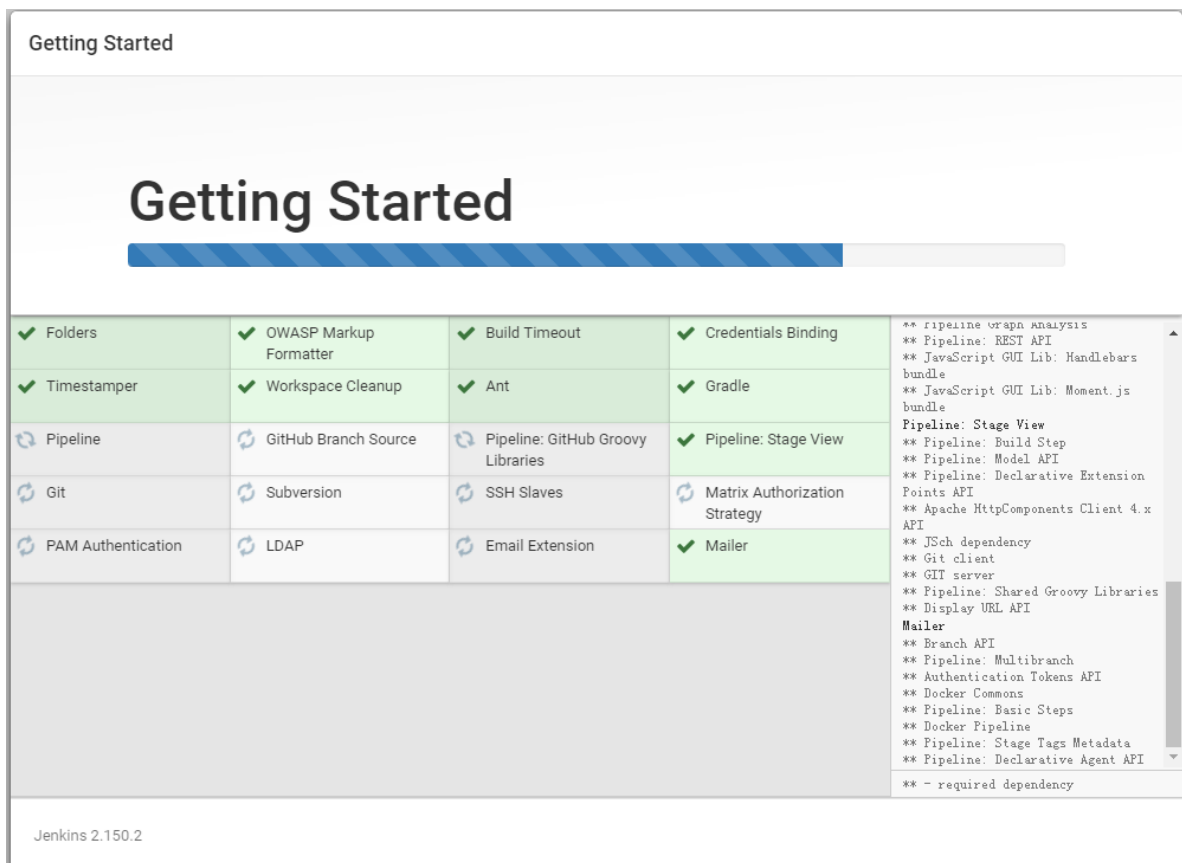 Getting Started
Getting Started
Folders
OWASP Markup
Formatter
Build Timeout
Credentials Binding
Timestamper
Workspace Cleanup
Ant
Gradle
Pipeline
GitHub Branch Source
Pipeline: GitHub Groovy
Libraries
Pipeline: Stage View
Git
Subversion
SSH Slaves
Matrix Authorization
Strategy
PAM Authentication
LDAP
Email Extension
Mailer
** Pipeline Graph Analysis
** Pipeline: REST API
** JavaScript GUI Lib: Handlebars
bundle
** JavaScript GUI Lib: Moment.js
bundle
Pipeline: Stage View
** Pipeline: Build Step
** Pipeline: Model API
** Pipeline: Declarative Extension
Points API
** Apache HttpComponents Client 4.x
API
** JSch dependency
** Git client
** GIT server
** Pipeline: Shared Groovy Libraries
** Display URL API
Mailer
** Branch API
** Pipeline: Multibranch
** Authentication Tokens API
** Docker Commons
** Pipeline: Basic Steps
** Docker Pipeline
** Pipeline: Stage Tags Metadata
** Pipeline: Declarative Agent API
** - required dependency
Jenkins 2.150.2